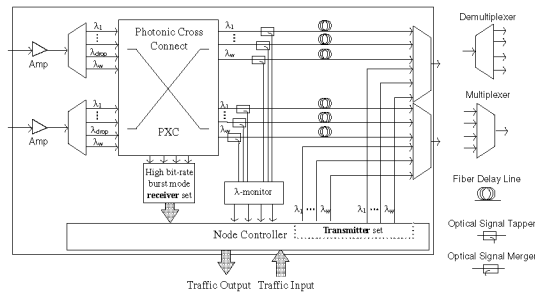 λ1
⋮
λdrop
λw
Amp
λ1
⋮
λdrop
λw
Amp
Photonic Cross
Connect
PXC
λ1
⋮
λw
λ1
⋮
λw
High bit-rate
burst mode
receiver set
λ-monitor
λ1 ··· λw
λ1 ··· λw
Transmitter set
Node Controller
Traffic Output
Traffic Input
Demultiplexer
Multiplexer
Fiber Delay Line
Optical Signal Tapper
Optical Signal Merger